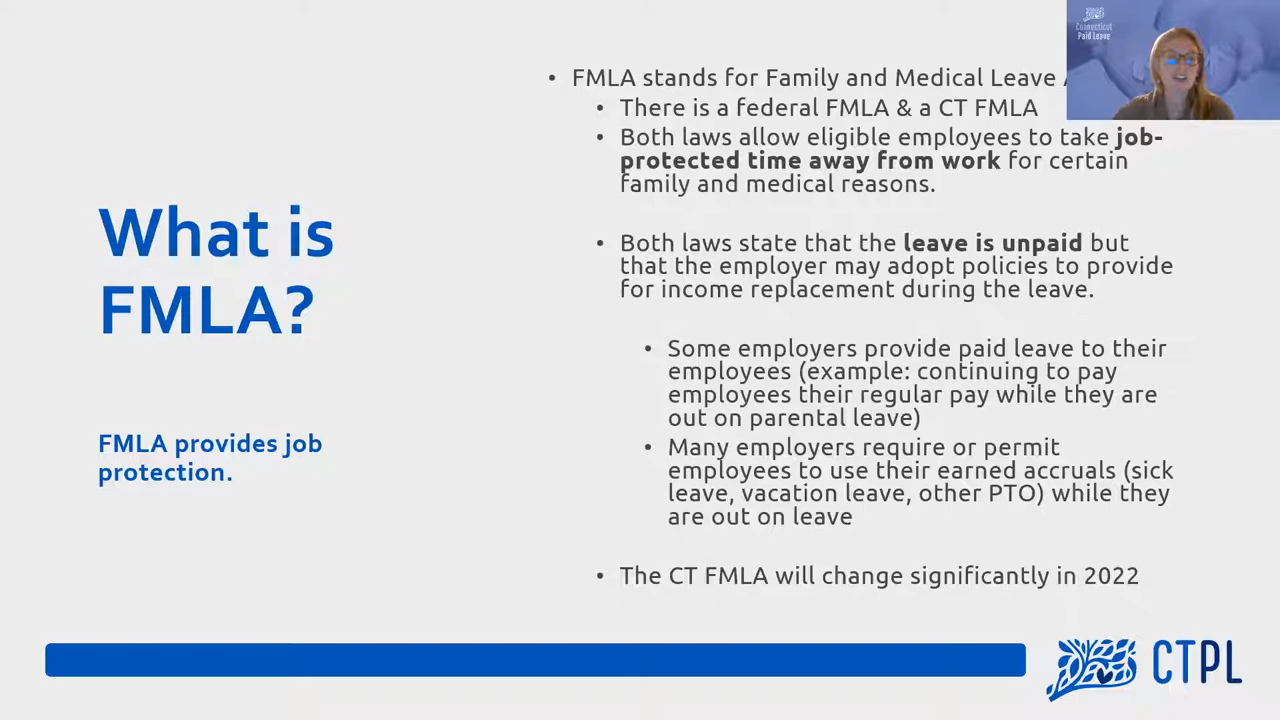 What is
FMLA?
FMLA provides job
protection.
• FMLA stands for Family and Medical Leave
• There is a federal FMLA & a CT FMLA
• Both laws allow eligible employees to take job-
protected time away from work for certain
family and medical reasons.
• Both laws state that the leave is unpaid but
that the employer may adopt policies to provide
for income replacement during the leave.
• Some employers provide paid leave to their
employees (example: continuing to pay
employees their regular pay while they are
out on parental leave)
• Many employers require or permit
employees to use their earned accruals (sick
leave, vacation leave, other PTO) while they
are out on leave
• The CT FMLA will change significantly in 2022
Connecticut
Paid Leave
CTPL